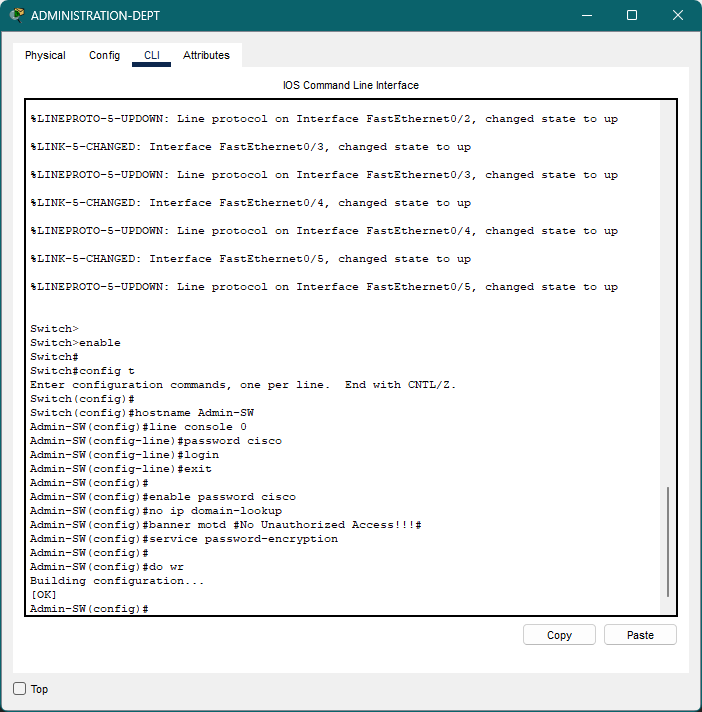 ADMINISTRATION-DEPT
Physical Config CLI Attributes
IOS Command Line Interface
%LINEPROTO-5-UPDOWN: Line protocol on Interface FastEthernet0/2, changed state to up
%LINK-5-CHANGED: Interface FastEthernet0/3, changed state to up
%LINEPROTO-5-UPDOWN: Line protocol on Interface FastEthernet0/3, changed state to up
%LINK-5-CHANGED: Interface FastEthernet0/4, changed state to up
%LINEPROTO-5-UPDOWN: Line protocol on Interface FastEthernet0/4, changed state to up
%LINK-5-CHANGED: Interface FastEthernet0/5, changed state to up
%LINEPROTO-5-UPDOWN: Line protocol on Interface FastEthernet0/5, changed state to up
Switch>
Switch>enable
Switch#
Switch#config t
Enter configuration commands, one per line.  End with CNTL/Z.
Switch(config)#
Switch(config)#hostname Admin-SW
Admin-SW(config)#line console 0
Admin-SW(config-line)#password cisco
Admin-SW(config-line)#login
Admin-SW(config-line)#exit
Admin-SW(config)#
Admin-SW(config)#enable password cisco
Admin-SW(config)#no ip domain-lookup
Admin-SW(config)#banner motd #No Unauthorized Access!!!#
Admin-SW(config)#service password-encryption
Admin-SW(config)#
Admin-SW(config)#do wr
Building configuration...
[OK]
Admin-SW(config)#
Copy Paste
Top